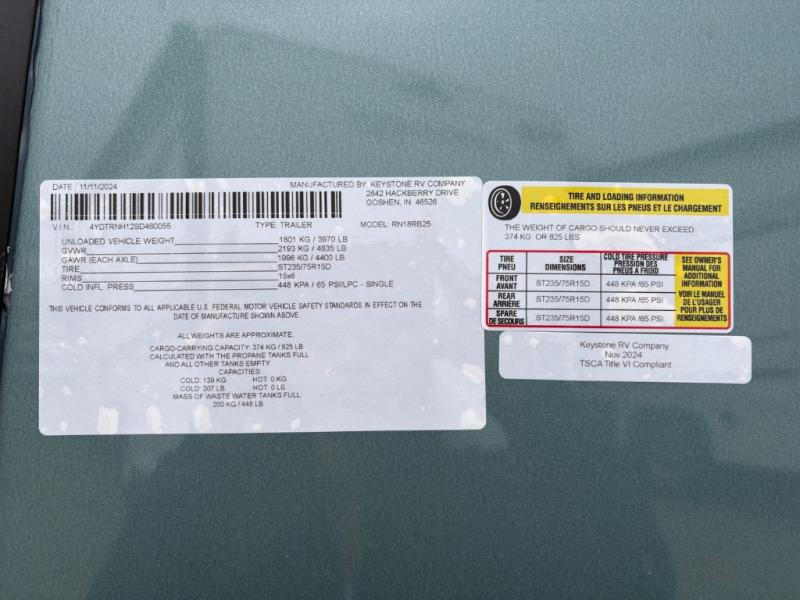 DATE 11/11/2024 MANUFACTURED BY KEYSTONE RV COMPANY
2642 HACKBERRY DRIVE
GOSHEN, IN 46526
V.I.N. 4YDTRNH12SD460055 TYPE: TRAILER MODEL: RN18RB25
UNLOADED VEHICLE WEIGHT 1801 KG / 3970 LB
GVWR 2193 KG / 4835 LB
GAWR (EACH AXLE) 1996 KG / 4400 LB
TIRE ST235/75R15D
RIMS 15x6
COLD INFL. PRESS 448 KPA / 65 PSI/LPC - SINGLE
THIS VEHICLE CONFORMS TO ALL APPLICABLE U.S. FEDERAL MOTOR VEHICLE SAFETY STANDARDS IN EFFECT ON THE
DATE OF MANUFACTURE SHOWN ABOVE.
ALL WEIGHTS ARE APPROXIMATE.
CARGO-CARRYING CAPACITY: 374 KG / 825 LB
CALCULATED WITH THE PROPANE TANKS FULL
AND ALL OTHER TANKS EMPTY.
CAPACITIES:
COLD: 139 KG HOT: 0 KG
COLD: 307 LB HOT: 0 LB
MASS OF WASTE WATER TANKS FULL:
203 KG / 448 LB
TIRE AND LOADING INFORMATION
RENSEIGNEMENTS SUR LES PNEUS ET LE CHARGEMENT
THE WEIGHT OF CARGO SHOULD NEVER EXCEED
374 KG OR 825 LBS.
TIRE
PNEU
SIZE
DIMENSIONS
COLD TIRE PRESSURE
PRESSION DES
PNEUS A FROID
SEE OWNER'S
MANUAL FOR
ADDITIONAL
INFORMATION
VOIR LE MANUEL
DE L'USAGER
POUR PLUS DE
RENSEIGNEMENTS
FRONT
AVANT
ST235/75R15D
448 KPA /65 PSI
REAR
ARRIÈRE
ST235/75R15D
448 KPA /65 PSI
SPARE
DE SECOURS
ST235/75R15D
448 KPA /65 PSI
Keystone RV Company
Nov 2024
TSCA Title VI Compliant